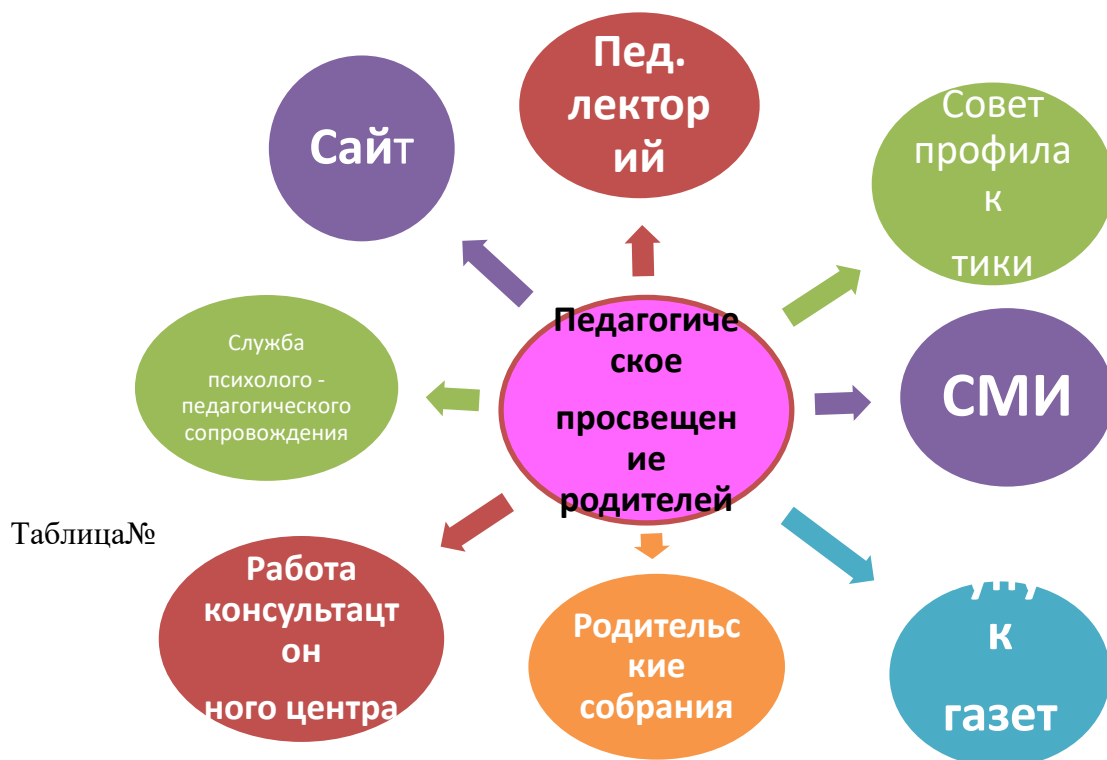 Пед.
лектор
ий
Сайт
Совет
профилак
тики
Педагогиче
ское
просвещен
ие
родителей
СМИ
Служба
психолого -
педагогического
сопровождения
Таблица№
Работа
консультацт
он
ного центра
Родительс
кие
собрания
к
газет